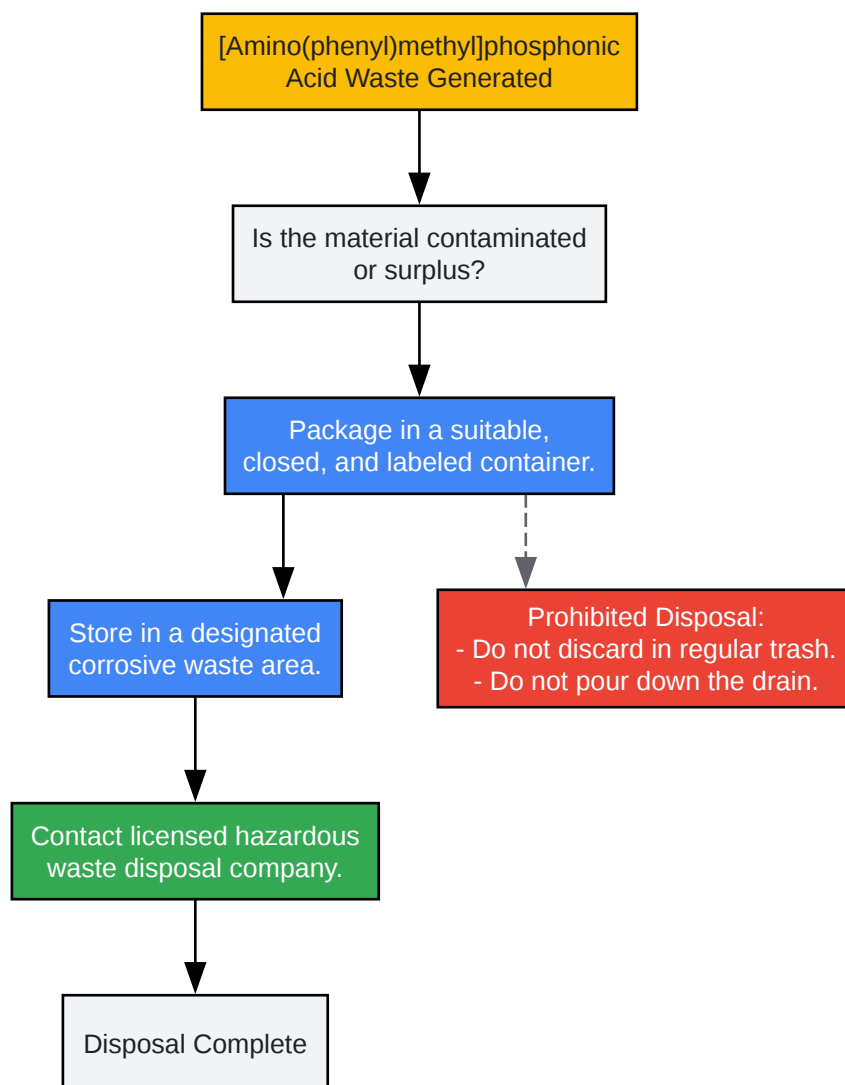 [Amino(phenyl)methyl]phosphonic
Acid Waste Generated
Is the material contaminated
or surplus?
Package in a suitable,
closed, and labeled container.
Store in a designated
corrosive waste area.
Prohibited Disposal:
- Do not discard in regular trash.
- Do not pour down the drain.
Contact licensed hazardous
waste disposal company.
Disposal Complete